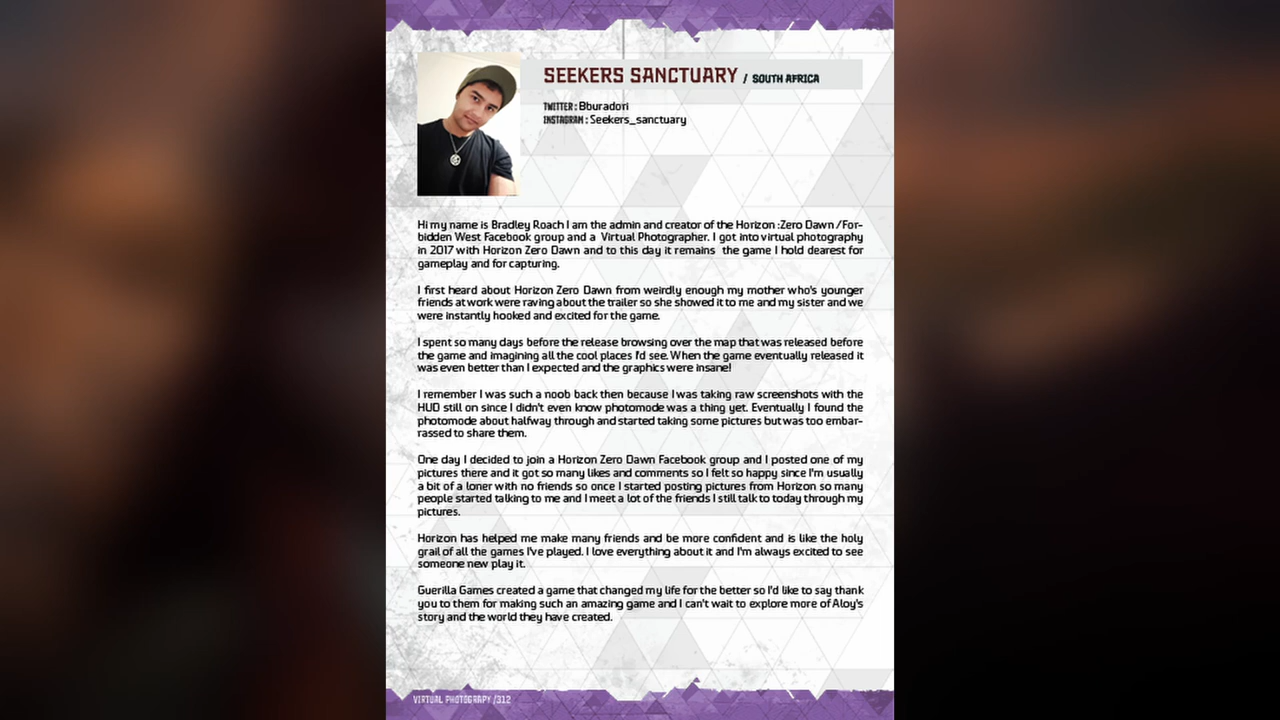 SEEKERS SANCTUARY / SOUTH AFRICA
TWITTER : Bburadori
INSTAGRAM : Seekers_sanctuary
Hi my name is Bradley Roach I am the admin and creator of the Horizon :Zero Dawn /For-
bidden West Facebook group and a Virtual Photographer. I got into virtual photography
in 2017 with Horizon Zero Dawn and to this day it remains the game I hold dearest for
gameplay and for capturing.
I first heard about Horizon Zero Dawn from weirdly enough my mother who's younger
friends at work were raving about the trailer so she showed it to me and my sister and we
were instantly hooked and excited for the game.
I spent so many days before the release browsing over the map that was released before
the game and imagining all the cool places I'd see. When the game eventually released it
was even better than I expected and the graphics were insane!
I remember I was such a noob back then because I was taking raw screenshots with the
HUD still on since I didn't even know photomode was a thing yet. Eventually I found the
photomode about halfway through and started taking some pictures but was too embar-
rassed to share them.
One day I decided to join a Horizon Zero Dawn Facebook group and I posted one of my
pictures there and it got so many likes and comments so I felt so happy since I'm usually
a bit of a loner with no friends so once I started posting pictures from Horizon so many
people started talking to me and I meet a lot of the friends I still talk to today through my
pictures.
Horizon has helped me make many friends and be more confident and is like the holy
grail of all the games I've played. I love everything about it and I'm always excited to see
someone new play it.
Guerilla Games created a game that changed my life for the better so I'd like to say thank
you to them for making such an amazing game and I can't wait to explore more of Aloy's
story and the world they have created.
VIRTUAL PHOTOGRAPY /312